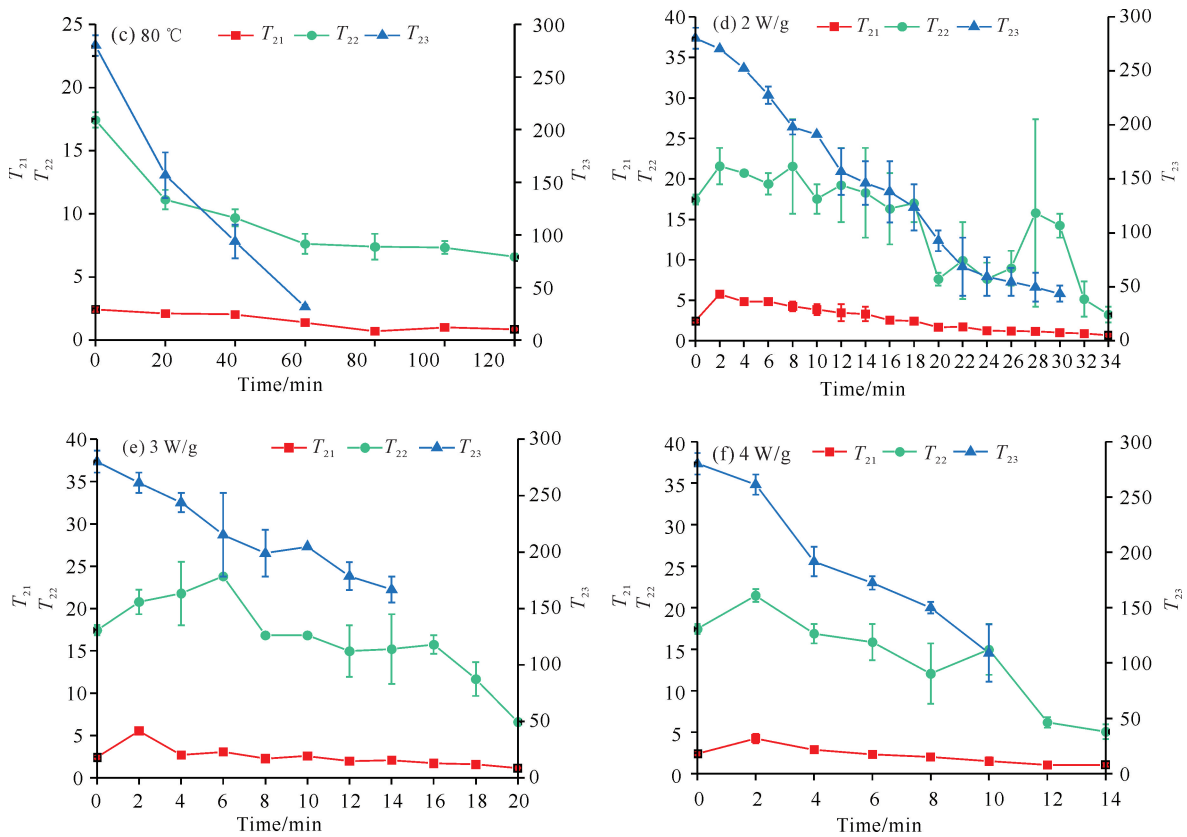 (c) 80 ℃ T21 T22 T23
25
20
15
10
5
0
T21
T22
300
250
200
150
100
50
0
T23
0 20 40 60 80 100 120
Time/min
(d) 2 W/g T21 T22 T23
40
35
30
25
20
15
10
5
0
T21
T22
300
250
200
150
100
50
0
T23
0 2 4 6 8 10 12 14 16 18 20 22 24 26 28 30 32 34
Time/min
(e) 3 W/g T21 T22 T23
40
35
30
25
20
15
10
5
0
T21
T22
300
250
200
150
100
50
0
T23
0 2 4 6 8 10 12 14 16 18 20
Time/min
(f) 4 W/g T21 T22 T23
40
35
30
25
20
15
10
5
0
T21
T22
300
250
200
150
100
50
0
T23
0 2 4 6 8 10 12 14
Time/min